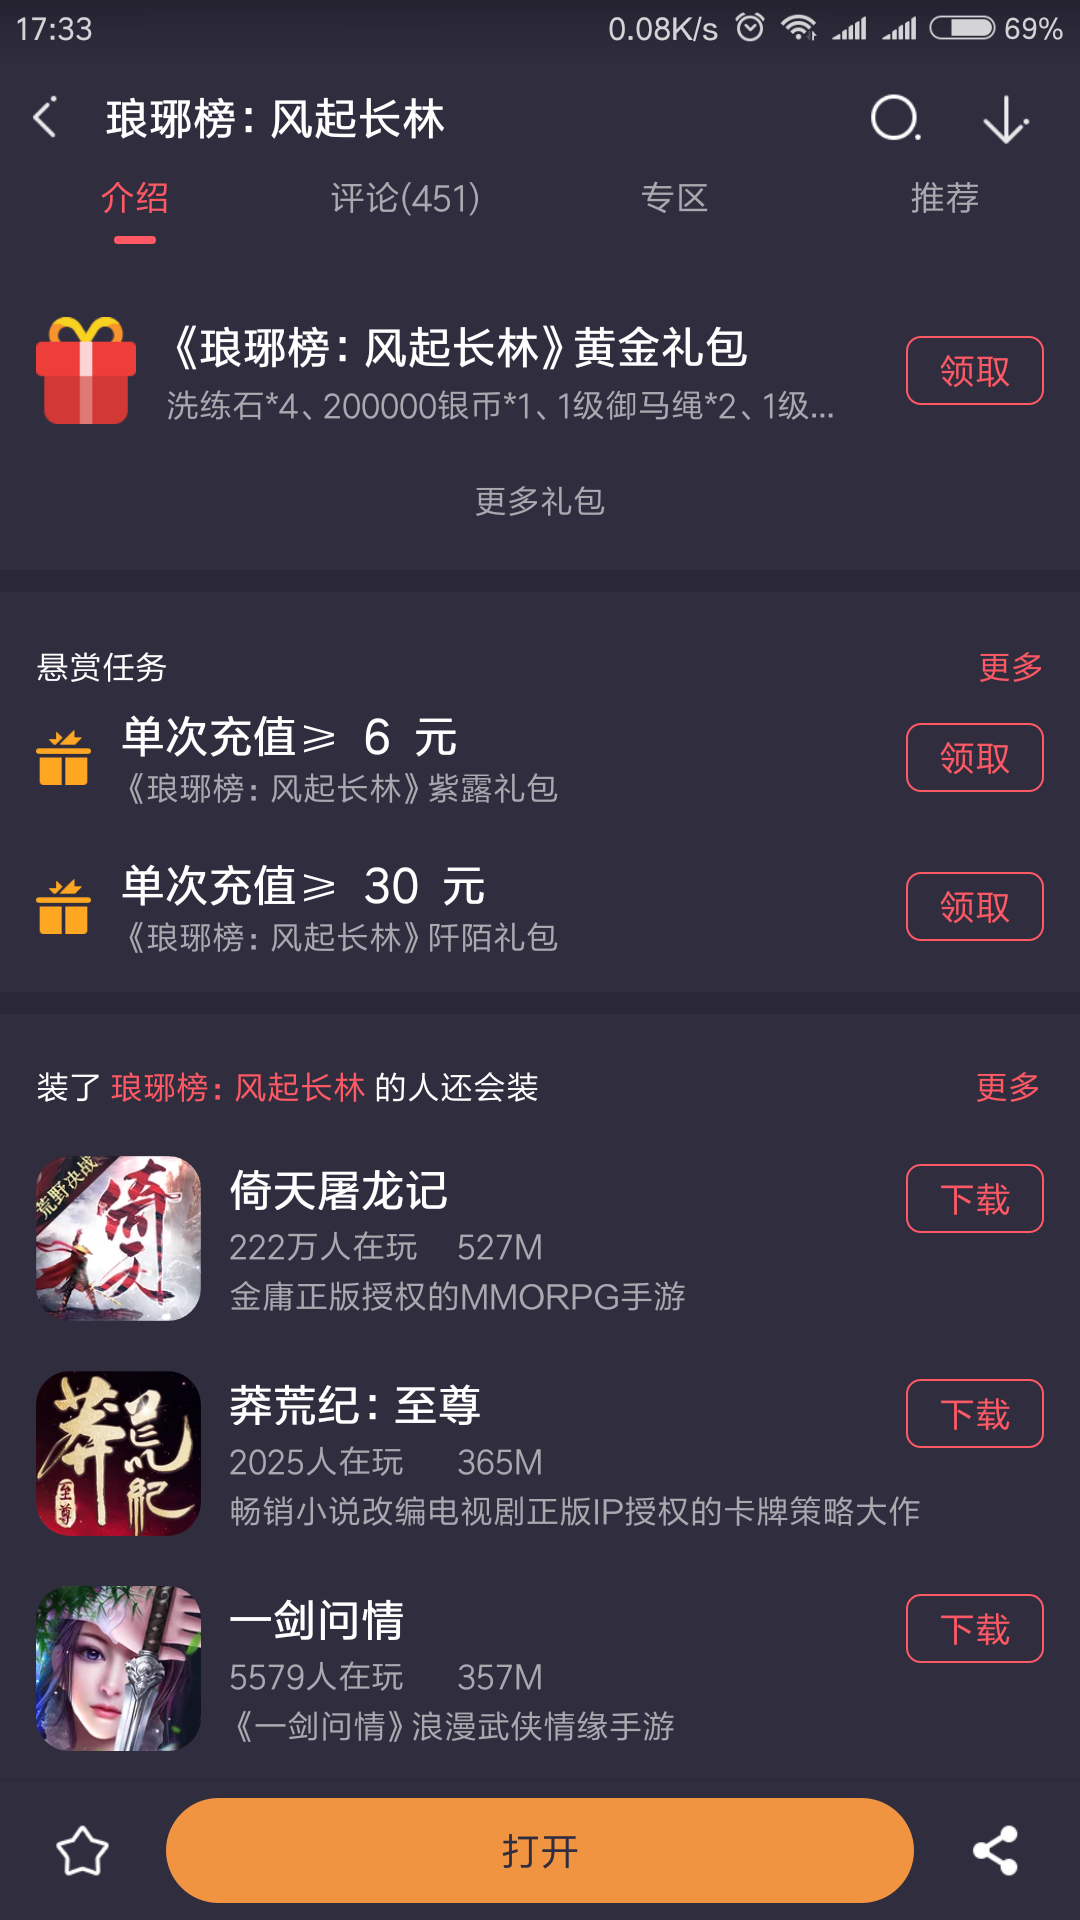 17:33 0.08K/s 69%
琅琊榜：风起长林
介绍 评论(451) 专区 推荐
《琅琊榜：风起长林》黄金礼包
领取
洗练石*4、200000银币*1、1级御马绳*2、1级...
更多礼包
悬赏任务 更多
单次充值≥ 6 元
领取
《琅琊榜：风起长林》紫露礼包
单次充值≥ 30 元
领取
《琅琊榜：风起长林》阡陌礼包
装了 琅琊榜：风起长林 的人还会装 更多
荒野决战
倚天
倚天屠龙记
下载
222万人在玩 527M
金庸正版授权的MMORPG手游
莽荒纪
至尊
莽荒纪：至尊
下载
2025人在玩 365M
畅销小说改编电视剧正版IP授权的卡牌策略大作
一剑问情
下载
5579人在玩 357M
《一剑问情》浪漫武侠情缘手游
打开